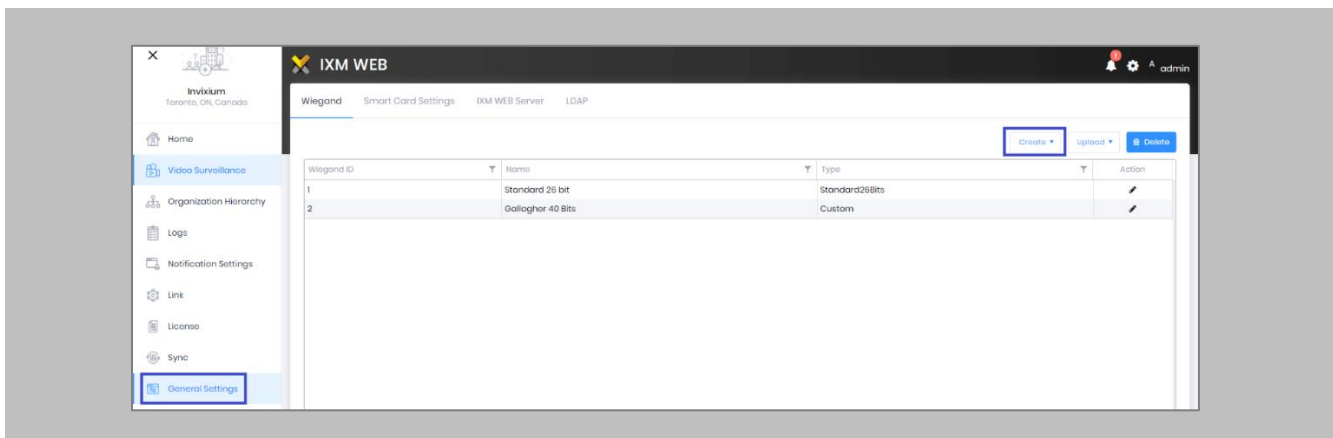 ×
IXM WEB
1
A admin
Invixium
Toronto, ON, Canada
Wiegand Smart Card Settings IXM WEB Server LDAP
Home
Create Upload Delete
Video Surveillance
Wiegand ID Name Type Action
1 Standard 26 bit Standard26Bits
2 Gallagher 40 Bits Custom
Organization Hierarchy
Logs
Notification Settings
Link
License
Sync
General Settings